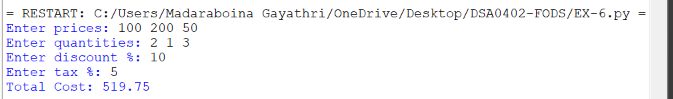 = RESTART: C:/Users/Madaraboina Gayathri/OneDrive/Desktop/DSA0402-FODS/EX-6.py =
Enter prices: 100 200 50
Enter quantities: 2 1 3
Enter discount %: 10
Enter tax %: 5
Total Cost: 519.75